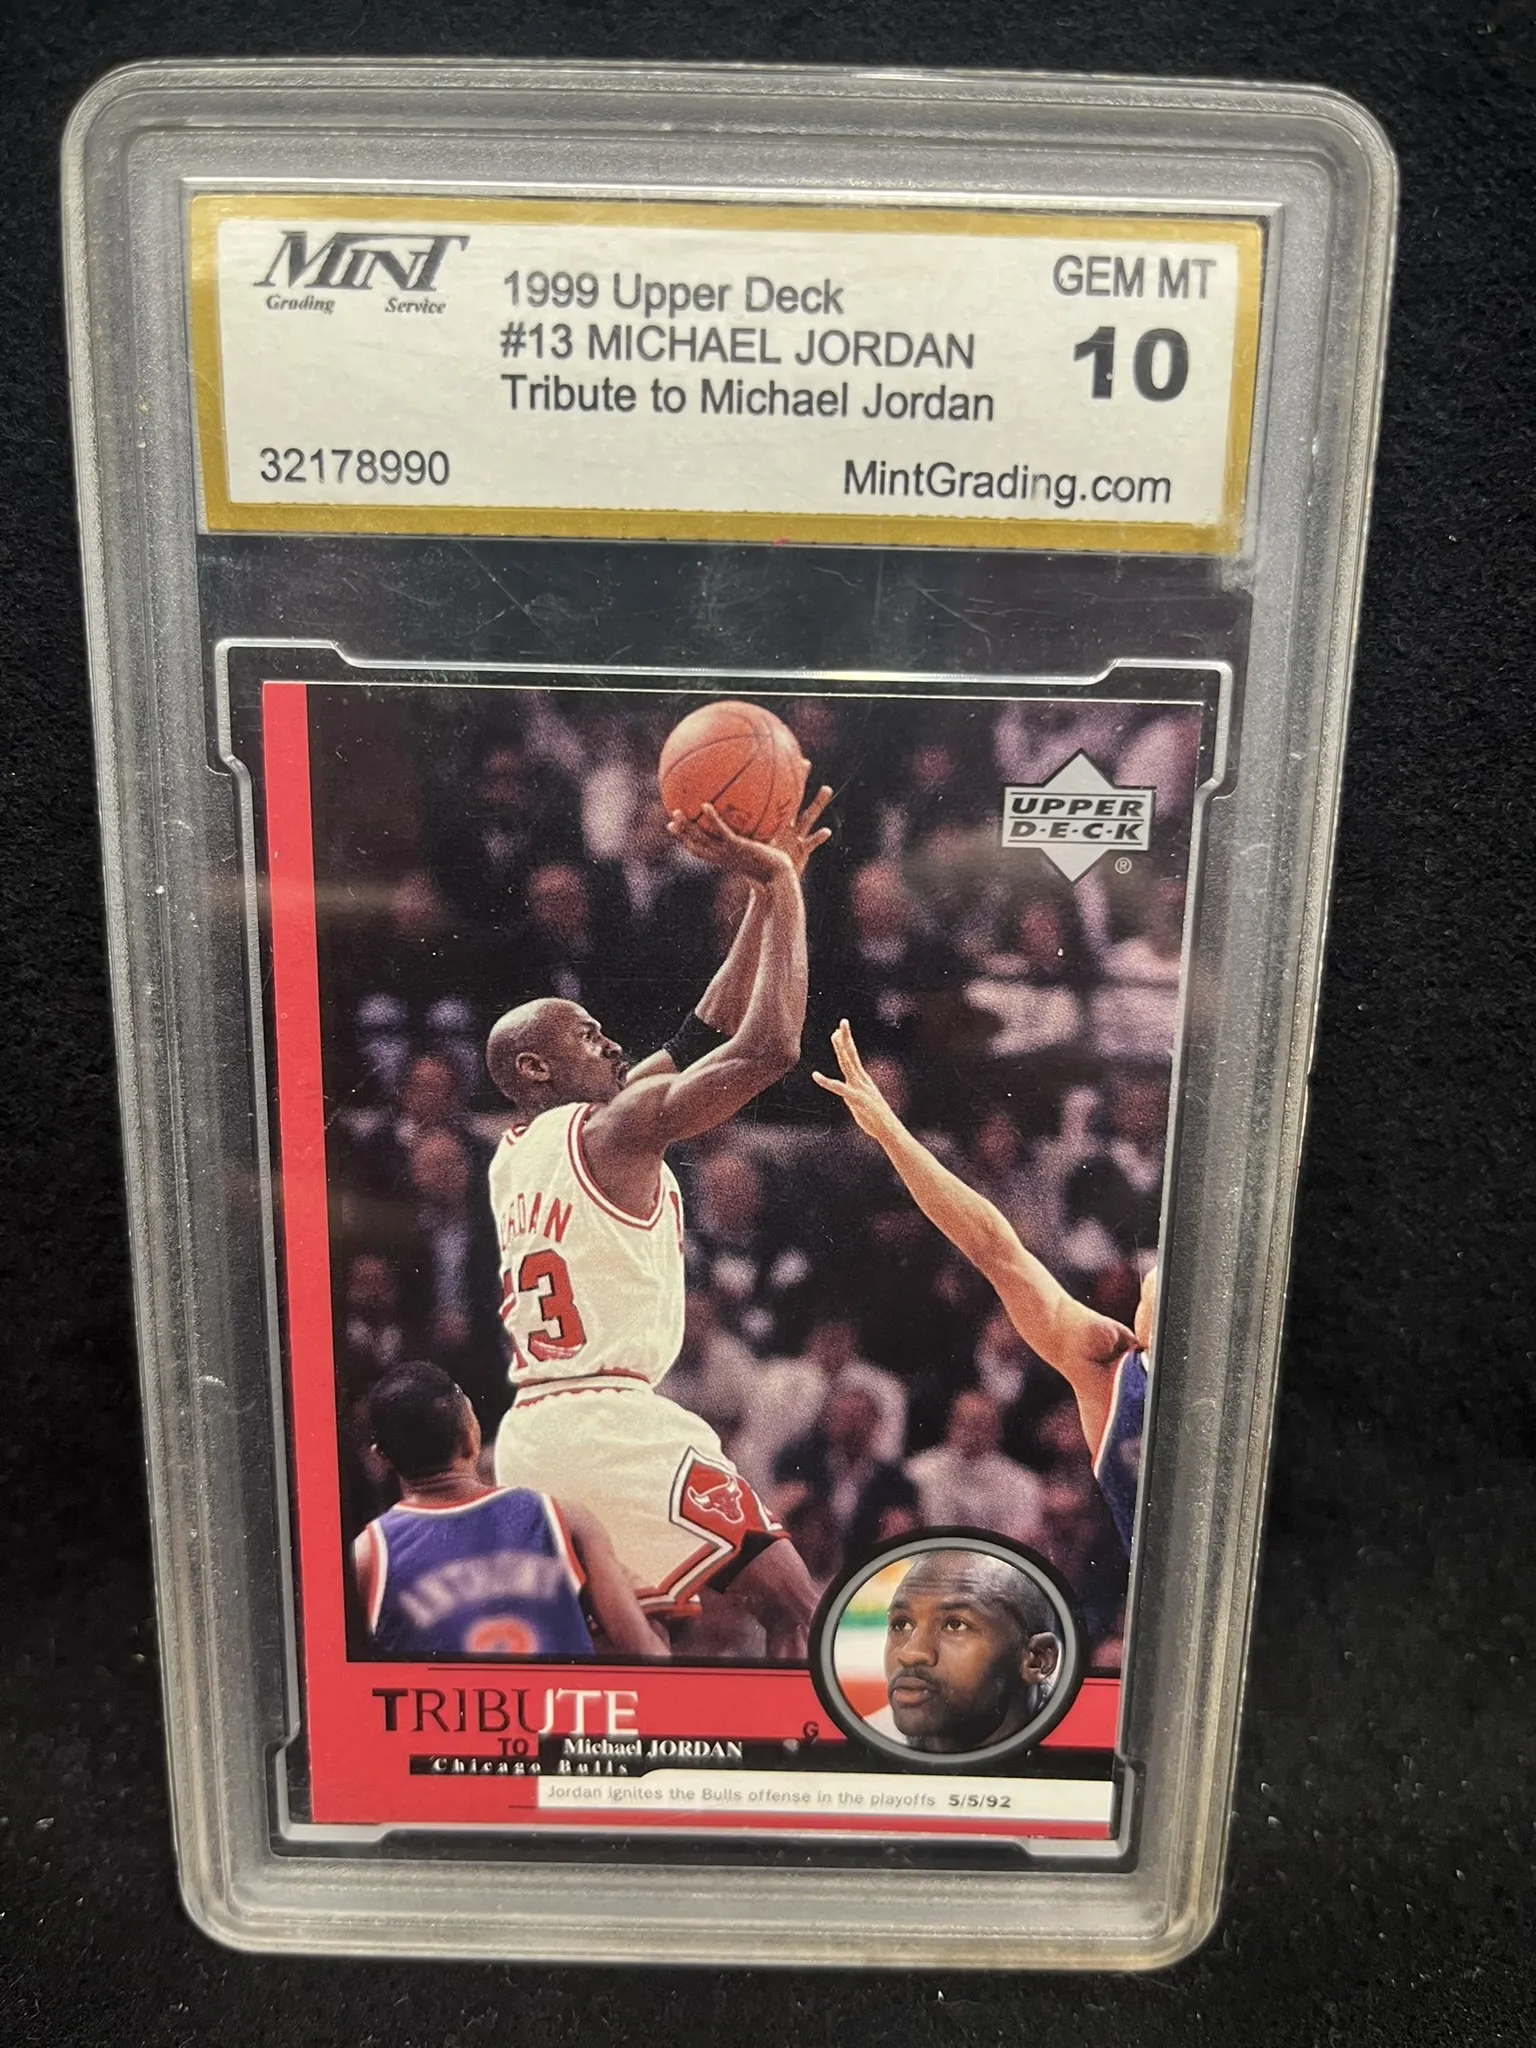 MINT
Grading Service
1999 Upper Deck
#13 MICHAEL JORDAN
Tribute to Michael Jordan
GEM MT
10
32178990
MintGrading.com
UPPER
D·E·C·K
®
23
ANTHONY
TRIBUTE
TO Michael JORDAN
G
Chicago Bulls
Jordan ignites the Bulls offense in the playoffs 5/5/92